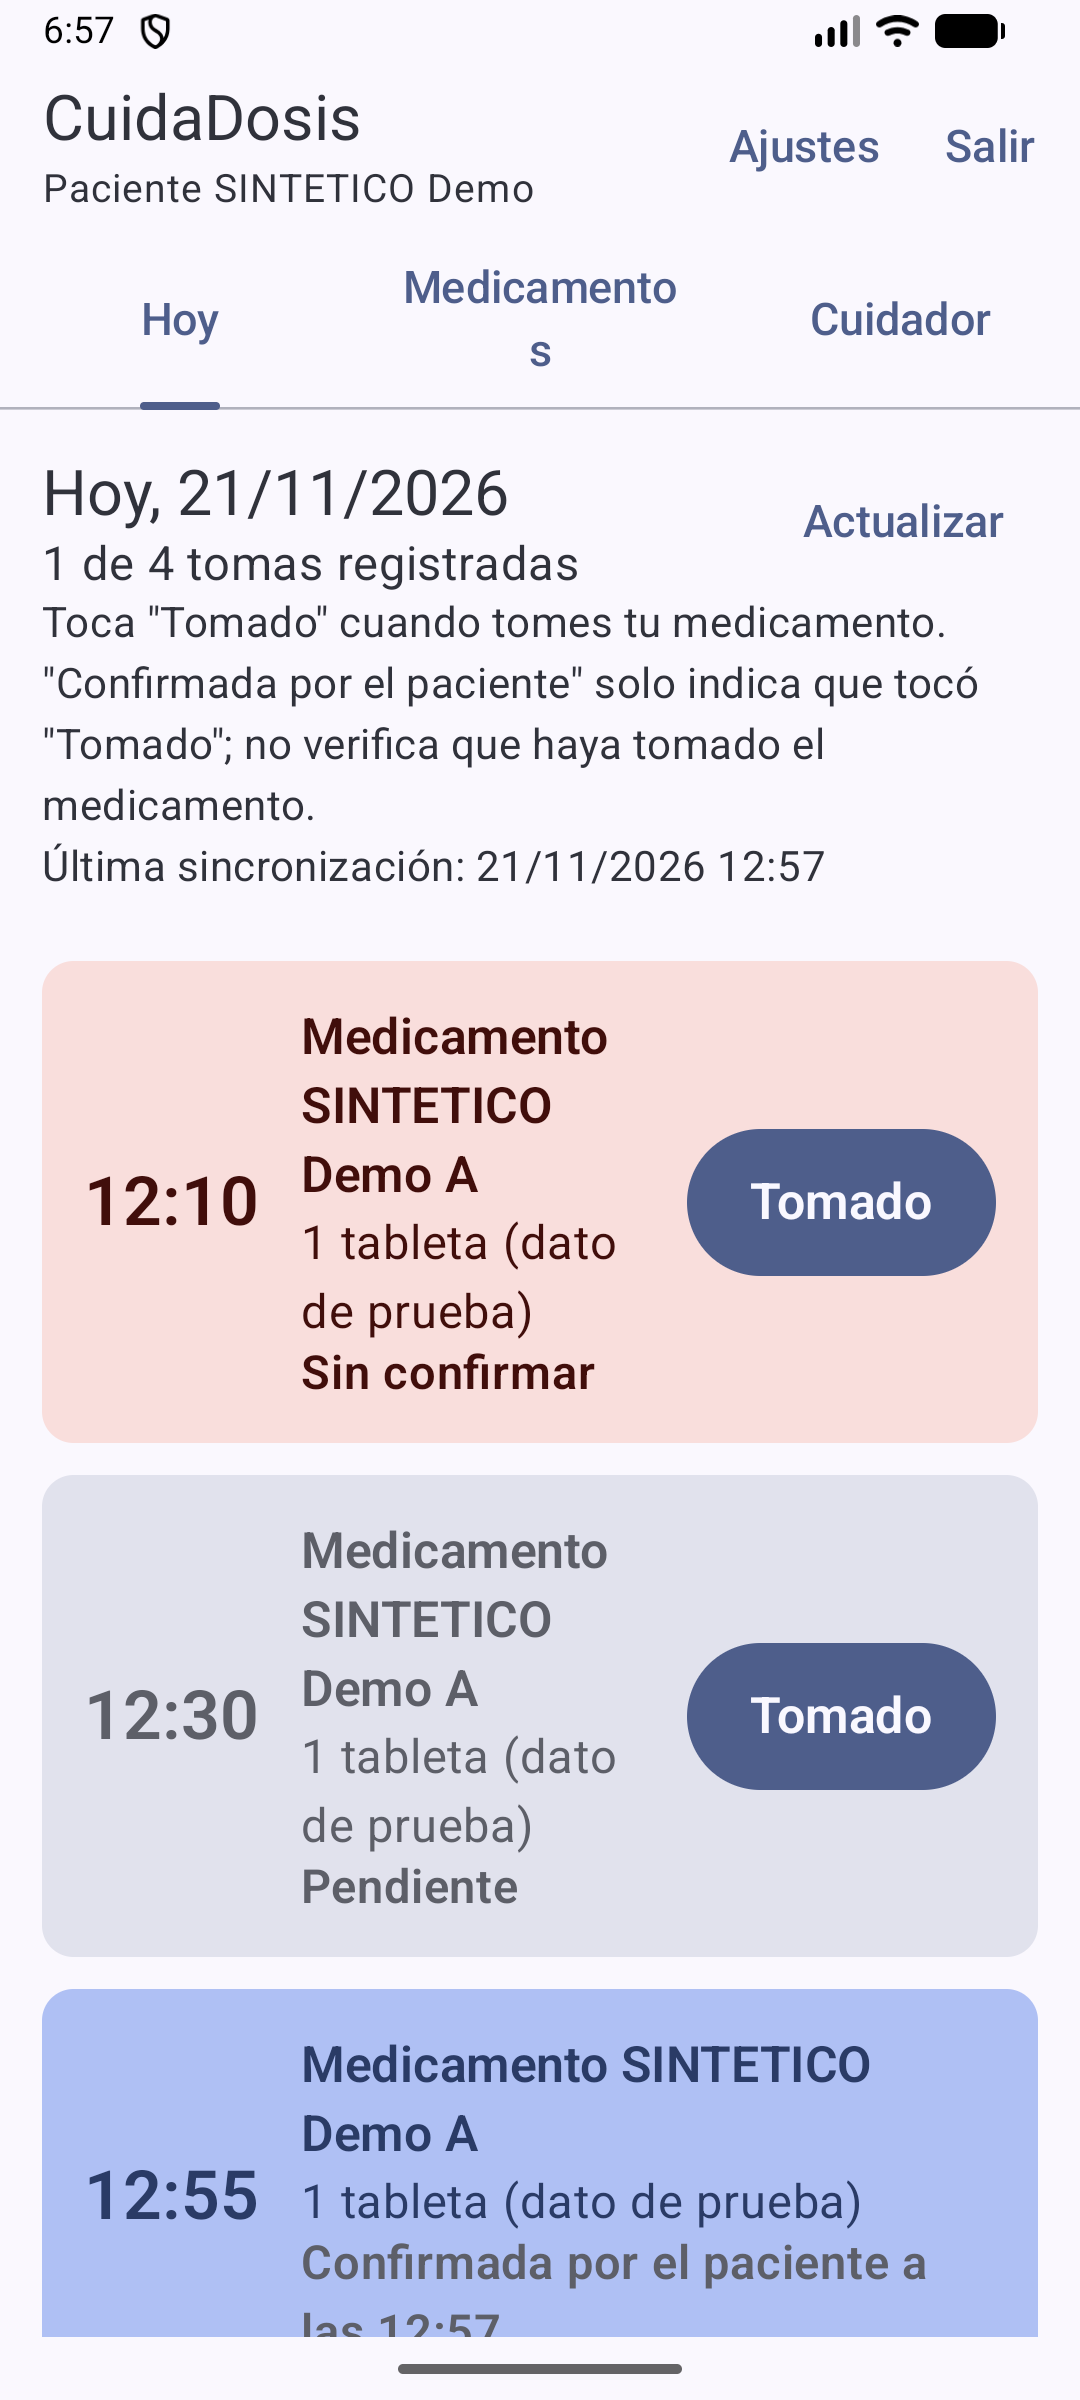 6:57
CuidaDosis
Paciente SINTETICO Demo
Ajustes
Salir
Hoy
Medicamento
s
Cuidador
Hoy, 21/11/2026
1 de 4 tomas registradas
Actualizar
Toca "Tomado" cuando tomes tu medicamento.
"Confirmada por el paciente" solo indica que tocó
"Tomado"; no verifica que haya tomado el
medicamento.
Última sincronización: 21/11/2026 12:57
12:10
Medicamento
SINTETICO
Demo A
1 tableta (dato
de prueba)
Sin confirmar
Tomado
12:30
Medicamento
SINTETICO
Demo A
1 tableta (dato
de prueba)
Pendiente
Tomado
12:55
Medicamento SINTETICO
Demo A
1 tableta (dato de prueba)
Confirmada por el paciente a
las 12:57